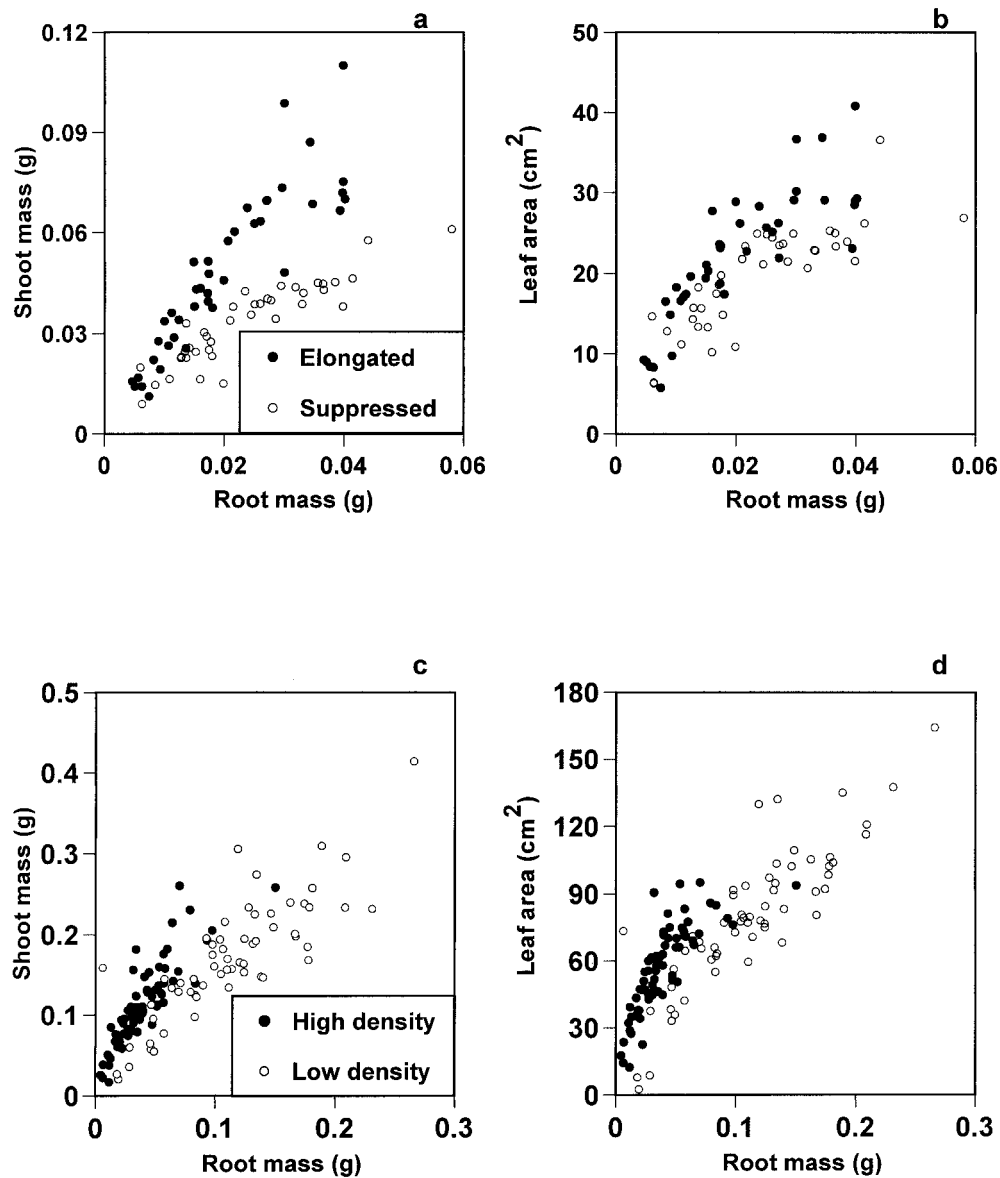 a
Shoot mass (g)
0.12
0.09
0.06
0.03
0
Elongated
Suppressed
0 0.02 0.04 0.06
Root mass (g)
b
Leaf area (cm2)
50
40
30
20
10
0
0 0.02 0.04 0.06
Root mass (g)
c
Shoot mass (g)
0.5
0.4
0.3
0.2
0.1
0
High density
Low density
0 0.1 0.2 0.3
Root mass (g)
d
Leaf area (cm2)
180
150
120
90
60
30
0
0 0.1 0.2 0.3
Root mass (g)